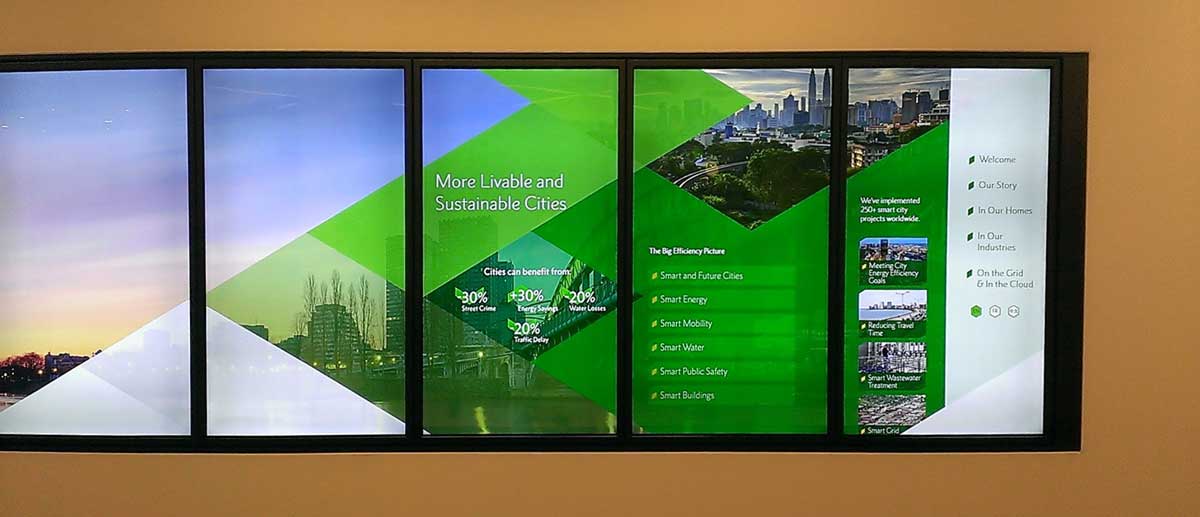 More Livable and
Sustainable Cities
Cities can benefit from:
30%
Street Crime
+30%
Energy Savings
20%
Water Losses
20%
Traffic Delay
The Big Efficiency Picture
Smart and Future Cities
Smart Energy
Smart Mobility
Smart Water
Smart Public Safety
Smart Buildings
We've implemented
250+ smart city
projects worldwide.
Meeting City
Energy Efficiency
Goals
Reducing Travel
Time
Smart Wastewater
Treatment
Smart Grid
Welcome
Our Story
In Our Homes
In Our
Industries
On the Grid
& In the Cloud